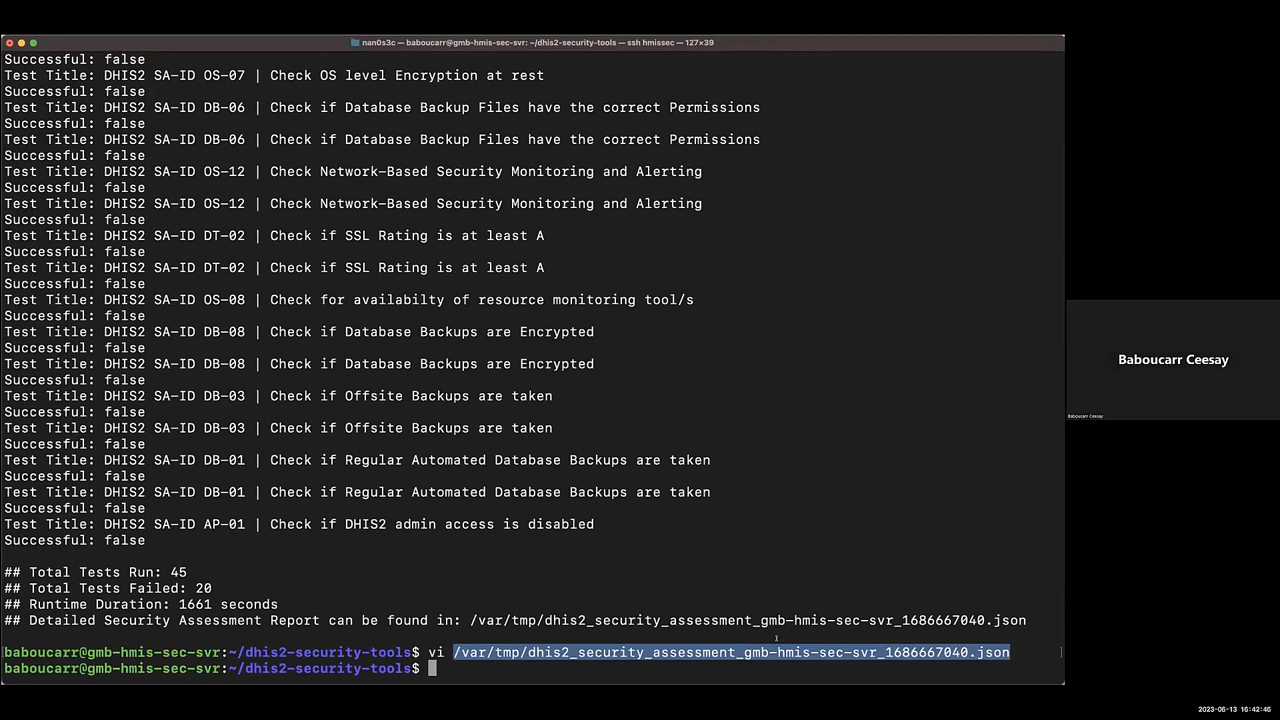 nan0s3c — baboucarr@gmb-hmis-sec-svr: ~/dhis2-security-tools — ssh hmissec — 127×39
Successful: false
Test Title: DHIS2 SA-ID OS-07 | Check OS level Encryption at rest
Successful: false
Test Title: DHIS2 SA-ID DB-06 | Check if Database Backup Files have the correct Permissions
Successful: false
Test Title: DHIS2 SA-ID DB-06 | Check if Database Backup Files have the correct Permissions
Successful: false
Test Title: DHIS2 SA-ID OS-12 | Check Network-Based Security Monitoring and Alerting
Successful: false
Test Title: DHIS2 SA-ID OS-12 | Check Network-Based Security Monitoring and Alerting
Successful: false
Test Title: DHIS2 SA-ID DT-02 | Check if SSL Rating is at least A
Successful: false
Test Title: DHIS2 SA-ID DT-02 | Check if SSL Rating is at least A
Successful: false
Test Title: DHIS2 SA-ID OS-08 | Check for availabilty of resource monitoring tool/s
Successful: false
Test Title: DHIS2 SA-ID DB-08 | Check if Database Backups are Encrypted
Successful: false
Test Title: DHIS2 SA-ID DB-08 | Check if Database Backups are Encrypted
Successful: false
Test Title: DHIS2 SA-ID DB-03 | Check if Offsite Backups are taken
Successful: false
Test Title: DHIS2 SA-ID DB-03 | Check if Offsite Backups are taken
Successful: false
Test Title: DHIS2 SA-ID DB-01 | Check if Regular Automated Database Backups are taken
Successful: false
Test Title: DHIS2 SA-ID DB-01 | Check if Regular Automated Database Backups are taken
Successful: false
Test Title: DHIS2 SA-ID AP-01 | Check if DHIS2 admin access is disabled
Successful: false
## Total Tests Run: 45
## Total Tests Failed: 20
## Runtime Duration: 1661 seconds
## Detailed Security Assessment Report can be found in: /var/tmp/dhis2_security_assessment_gmb-hmis-sec-svr_1686667040.json
baboucarr@gmb-hmis-sec-svr:~/dhis2-security-tools$ vi /var/tmp/dhis2_security_assessment_gmb-hmis-sec-svr_1686667040.json
baboucarr@gmb-hmis-sec-svr:~/dhis2-security-tools$
Baboucarr Ceesay
Baboucarr Ceesay
2023-06-13 16:42:46